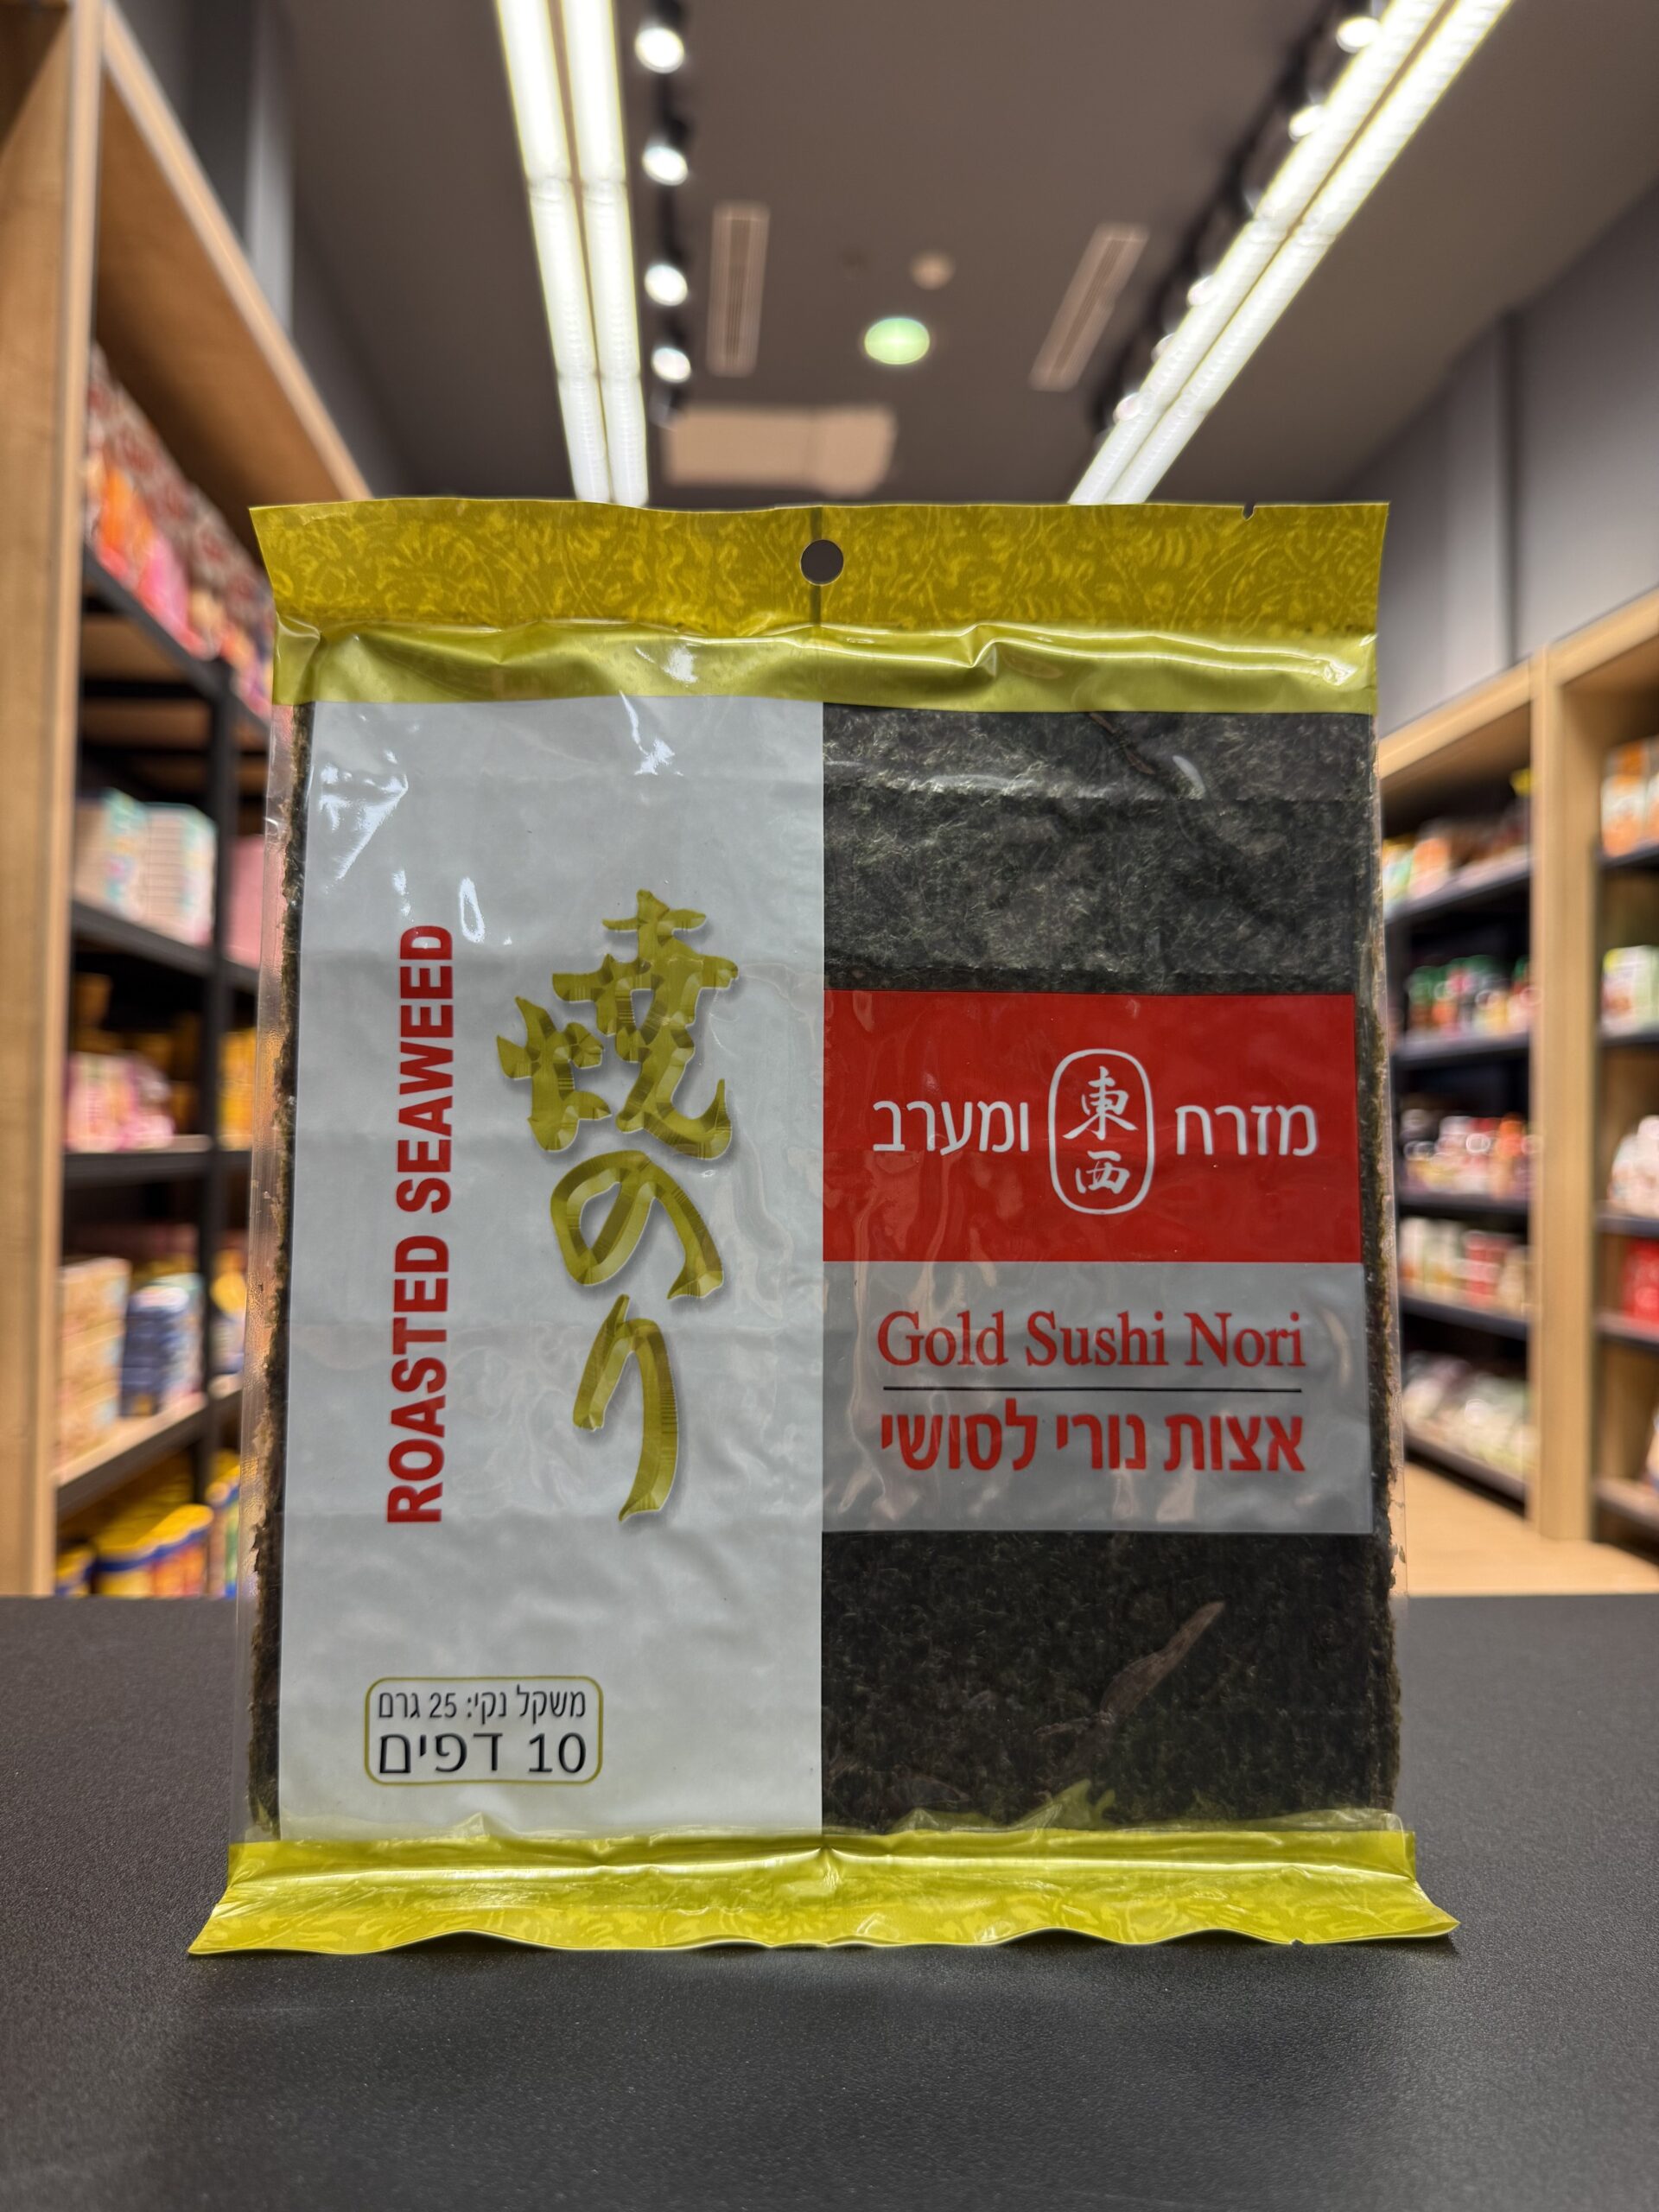 ROASTED SEAWEED
焼のり
משקל נקי: 25 גרם
10 דפים
מזרח 東西 ומערב
Gold Sushi Nori
אצות נורי לסושי